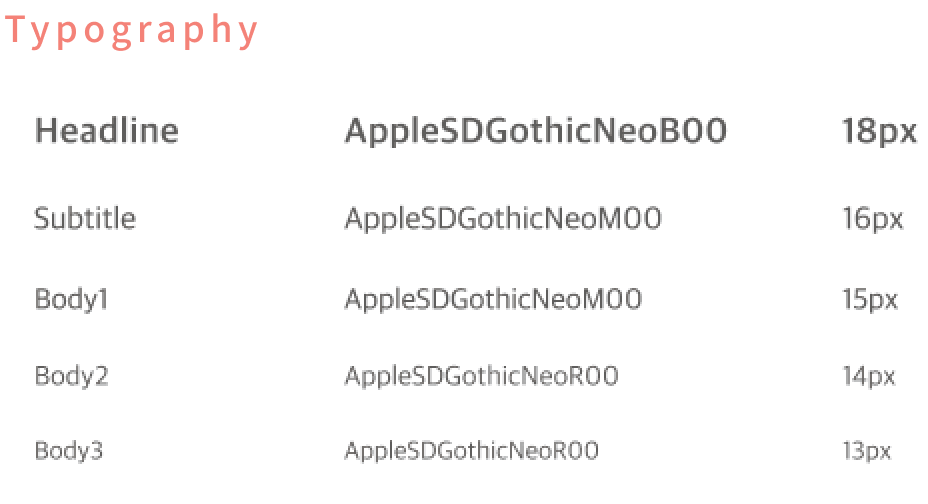 Typography
Headline AppleSDGothicNeoB00 18px
Subtitle AppleSDGothicNeoM00 16px
Body1 AppleSDGothicNeoM00 15px
Body2 AppleSDGothicNeoR00 14px
Body3 AppleSDGothicNeoR00 13px